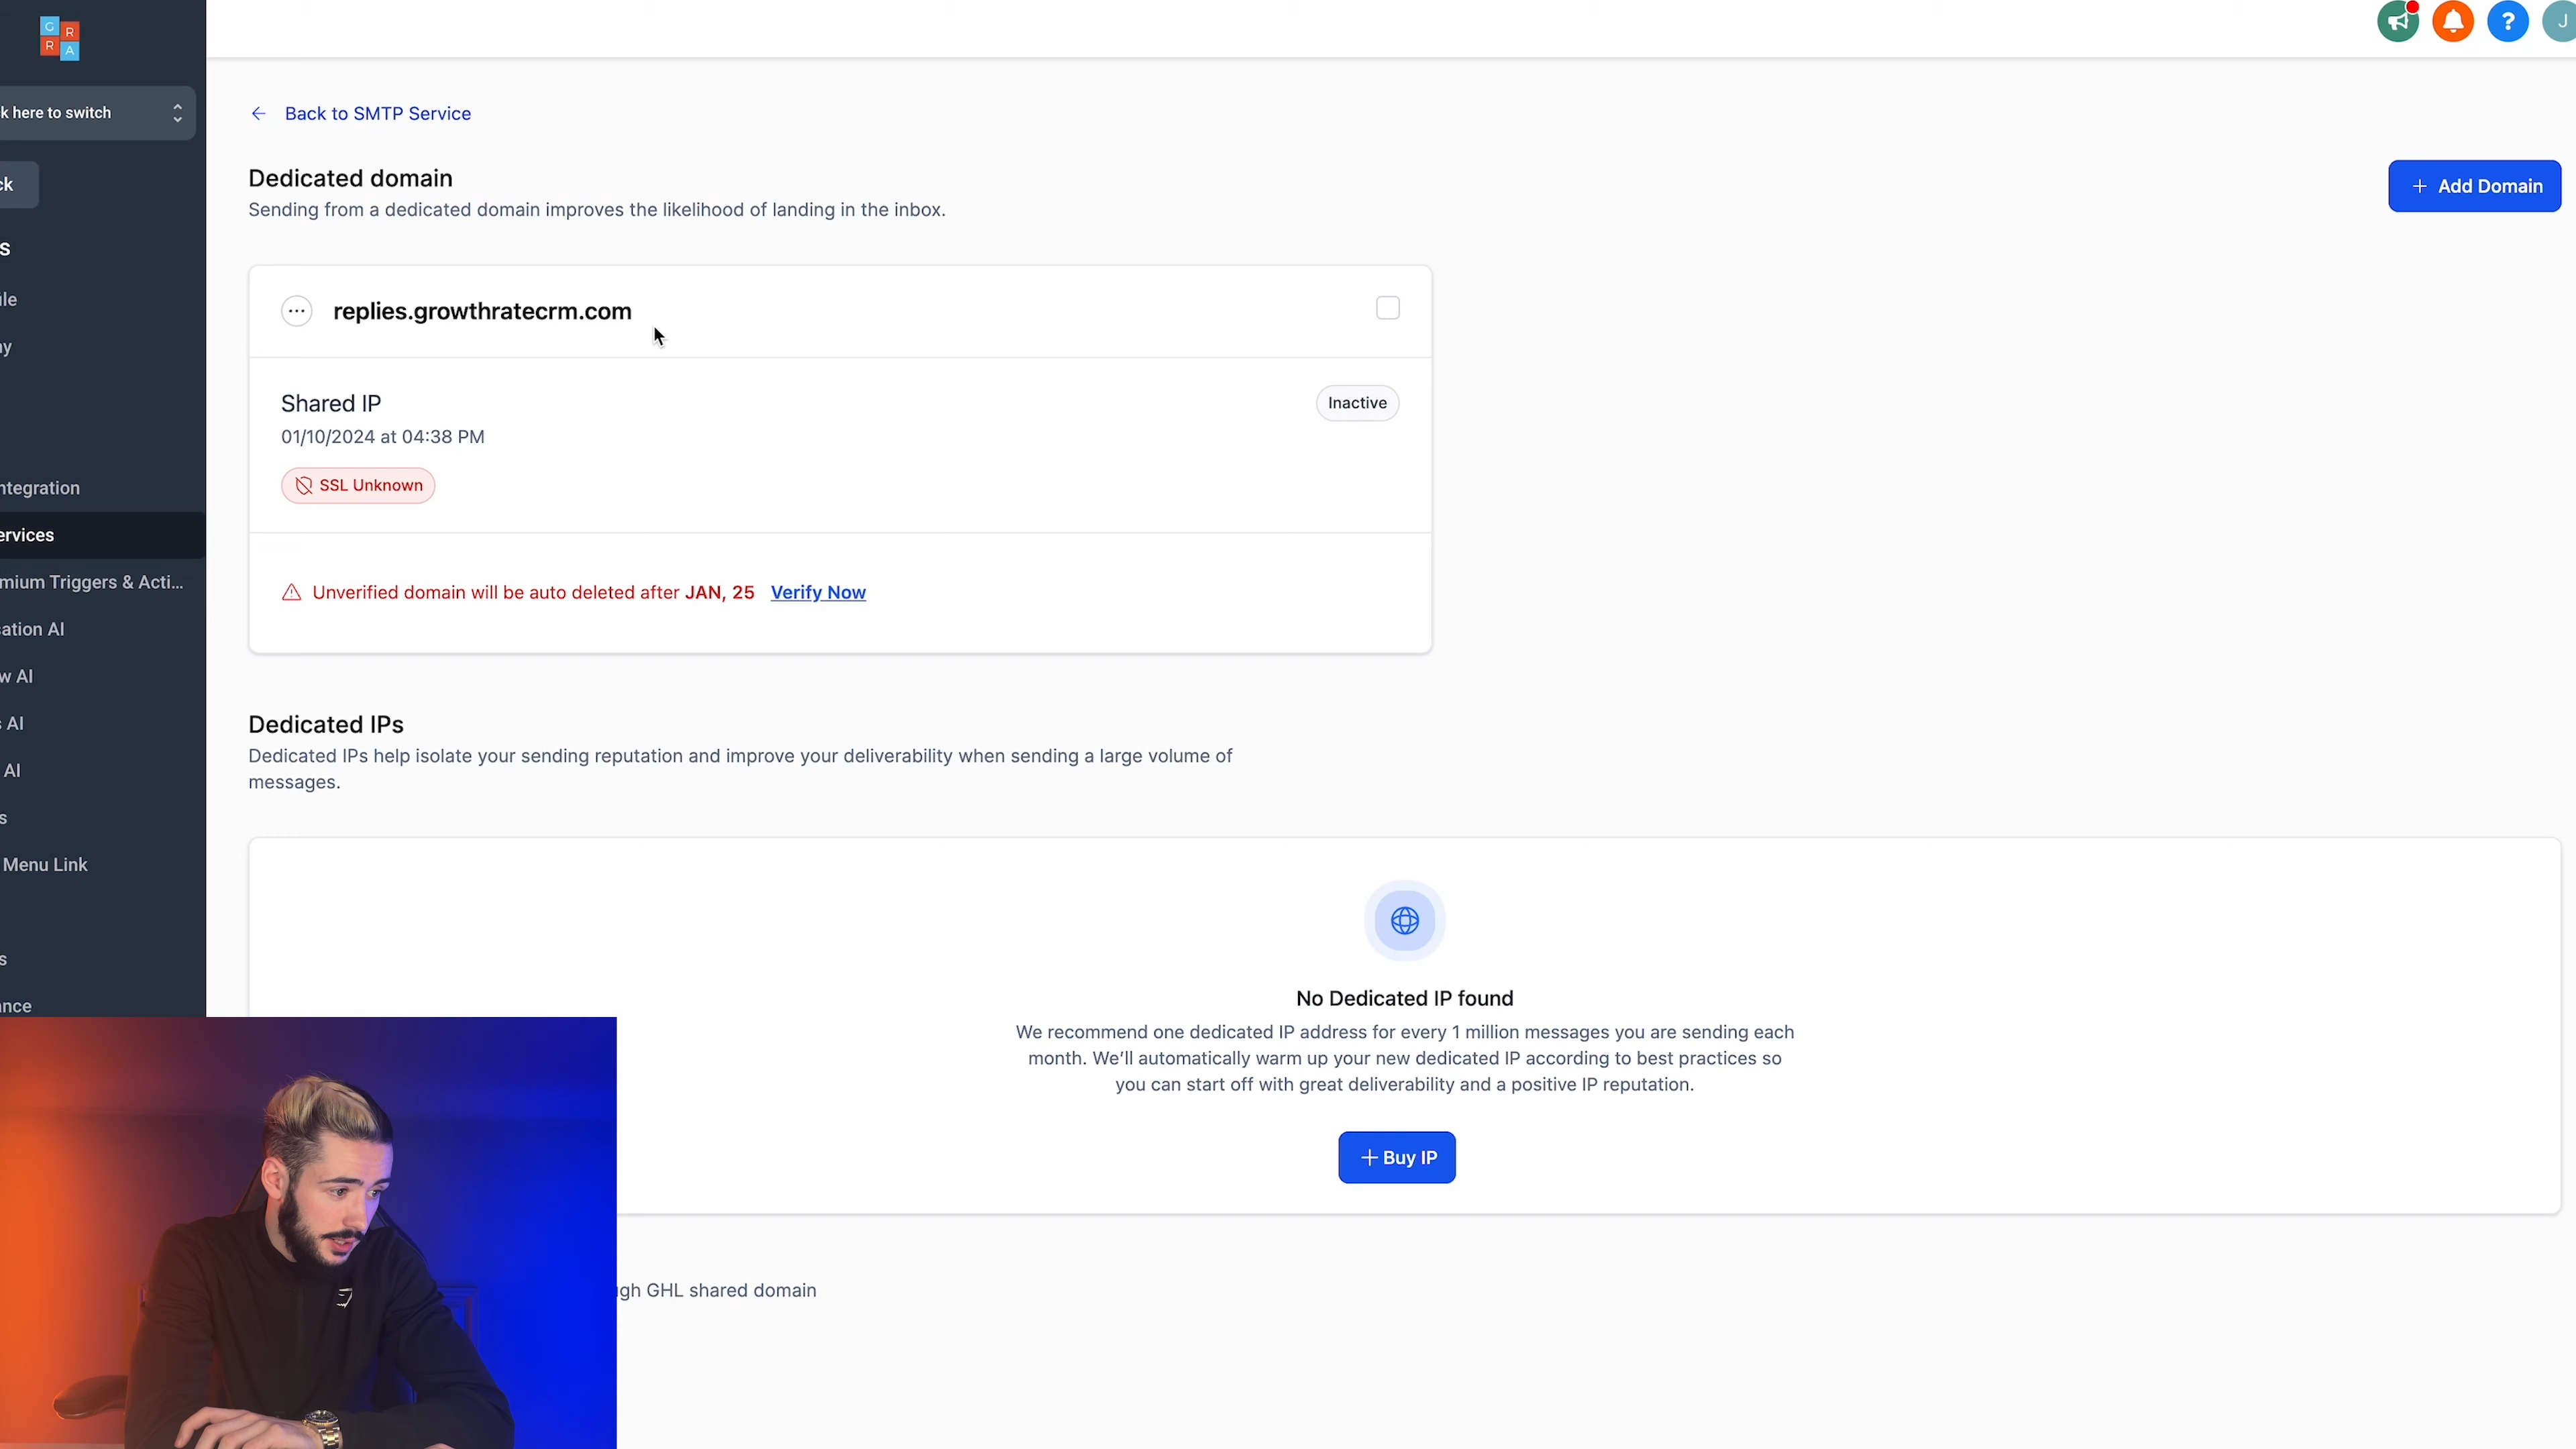 G R
R A
k here to switch
ck
s
ile
ny
ntegration
ervices
mium Triggers & Acti...
sation AI
w AI
s AI
AI
s
Menu Link
s
ance
J
Back to SMTP Service
Dedicated domain
Sending from a dedicated domain improves the likelihood of landing in the inbox.
+ Add Domain
replies.growthratecrm.com
Shared IP
01/10/2024 at 04:38 PM
Inactive
SSL Unknown
Unverified domain will be auto deleted after JAN, 25 Verify Now
Dedicated IPs
Dedicated IPs help isolate your sending reputation and improve your deliverability when sending a large volume of
messages.
No Dedicated IP found
We recommend one dedicated IP address for every 1 million messages you are sending each
month. We’ll automatically warm up your new dedicated IP according to best practices so
you can start off with great deliverability and a positive IP reputation.
+ Buy IP
ugh GHL shared domain